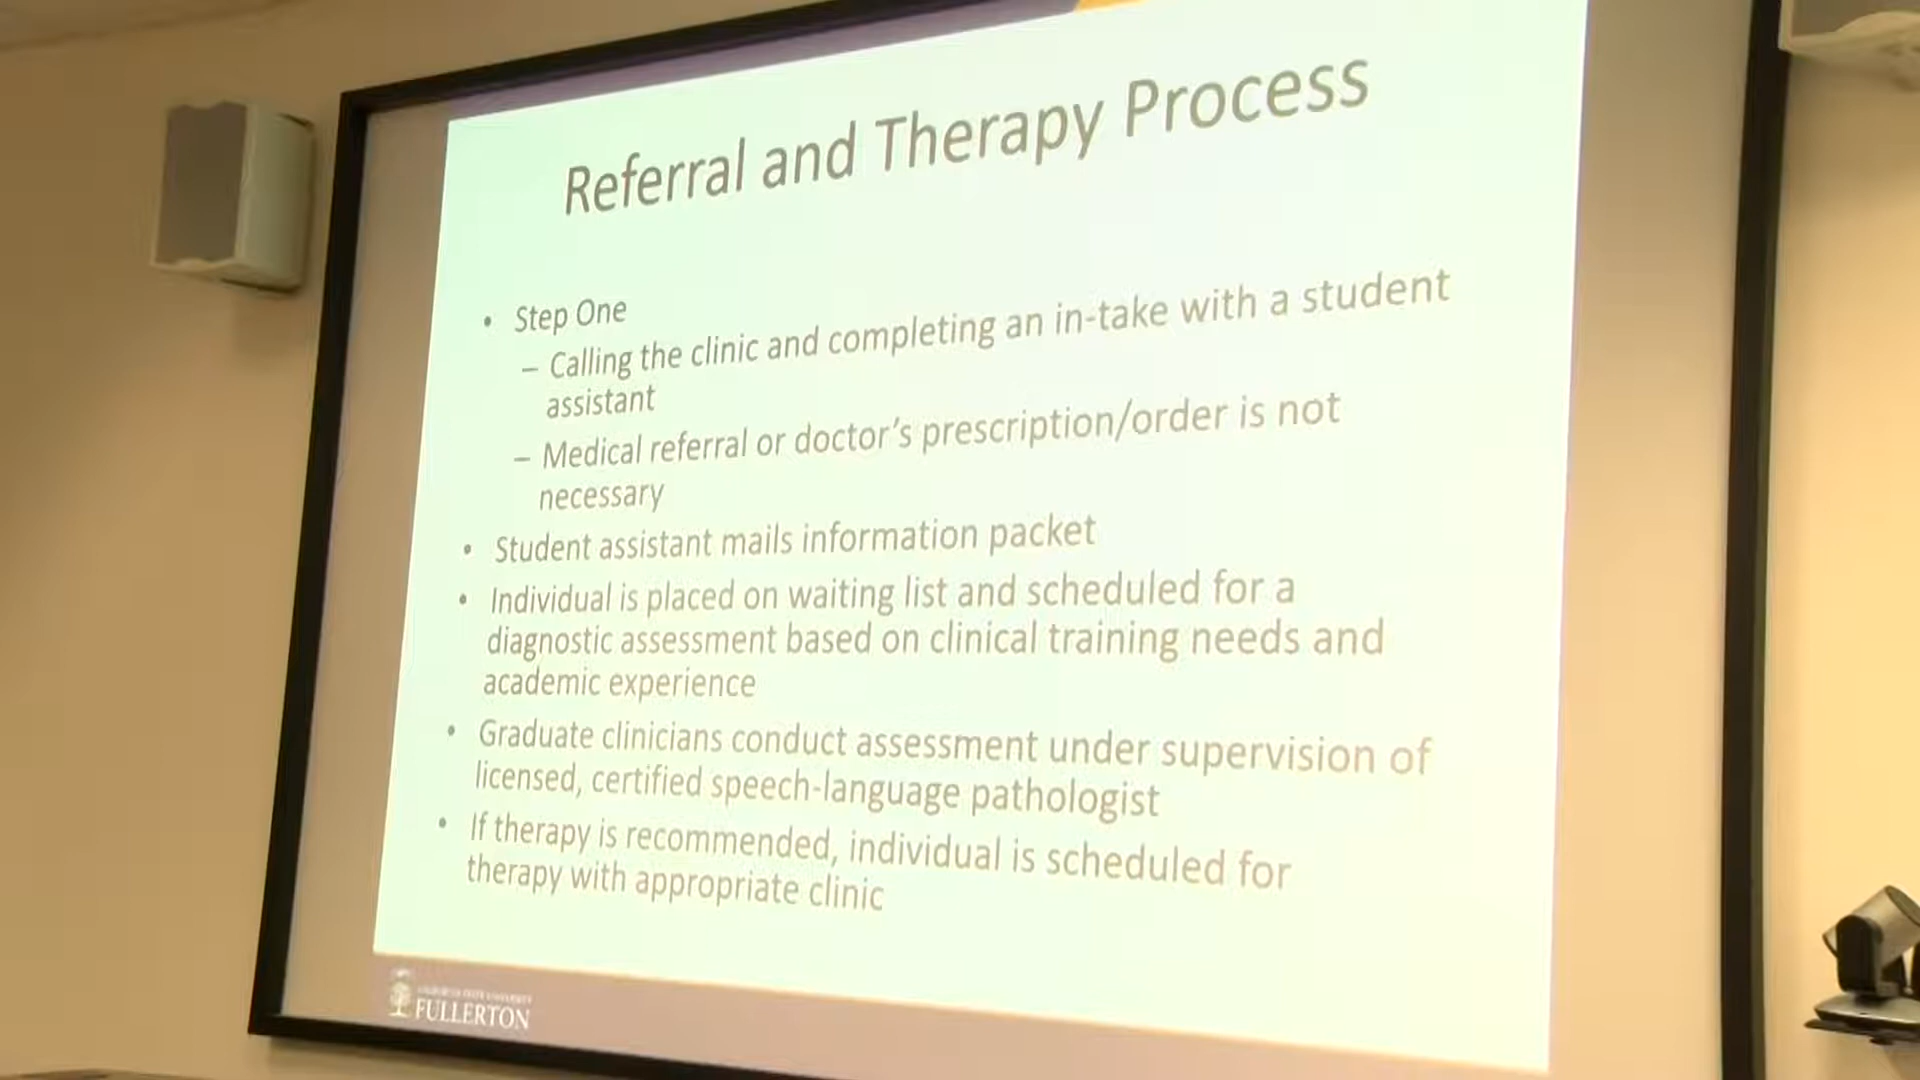 Referral and Therapy Process
• Step One
– Calling the clinic and completing an in-take with a student
assistant
– Medical referral or doctor's prescription/order is not
necessary
• Student assistant mails information packet
• Individual is placed on waiting list and scheduled for a
diagnostic assessment based on clinical training needs and
academic experience
• Graduate clinicians conduct assessment under supervision of
licensed, certified speech-language pathologist
• If therapy is recommended, individual is scheduled for
therapy with appropriate clinic
CALIFORNIA STATE UNIVERSITY
FULLERTON